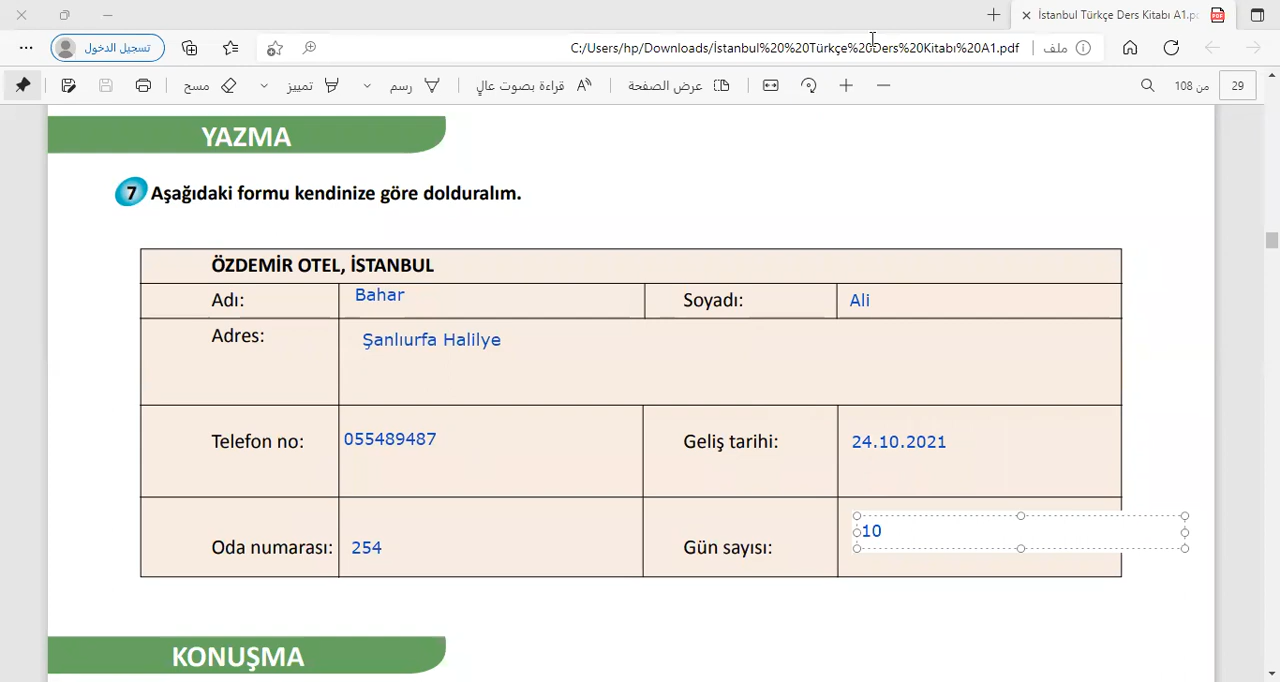 İstanbul Türkçe Ders Kitabı A1.pd
تسجيل الدخول
C:/Users/hp/Downloads/İstanbul%20%20Türkçe%20Ders%20Kitabı%20A1.pdf
ملف
مسح
تمييز
رسم
قراءة بصوت عالٍ
عرض الصفحة
من 108
29
YAZMA
7 Aşağıdaki formu kendinize göre dolduralım.
ÖZDEMİR OTEL, İSTANBUL
Adı: Bahar Soyadı: Ali
Adres: Şanlıurfa Halilye
Telefon no: 055489487 Geliş tarihi: 24.10.2021
Oda numarası: 254 Gün sayısı: 10
KONUŞMA